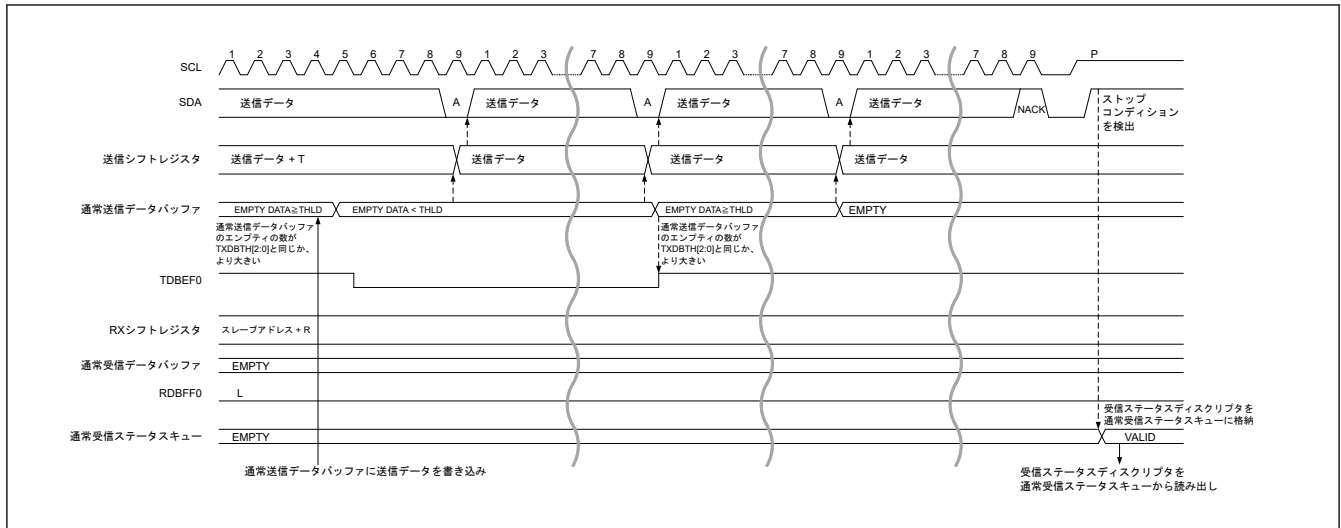 SCL
1 2 3 4 5 6 7 8 9 1 2 3 7 8 9 1 2 3 7 8 9 1 2 3 7 8 9 P
SDA
送信データ A 送信データ A 送信データ A 送信データ NACK
ストップ
コンディション
を検出
送信シフトレジスタ
送信データ + T 送信データ 送信データ 送信データ
通常送信データバッファ
EMPTY DATA≧THLD EMPTY DATA < THLD EMPTY DATA≧THLD EMPTY
通常送信データバッファ
のエンプティの数が
TXDBTH[2:0]と同じか、
より大きい
通常送信データバッファ
のエンプティの数が
TXDBTH[2:0]と同じか、
より大きい
TDBEF0
RXシフトレジスタ
スレーブアドレス + R
通常受信データバッファ
EMPTY
RDBFF0
L
受信ステータスディスクリプタを
通常受信ステータスキューに格納
通常受信ステータスキュー
EMPTY VALID
通常送信データバッファに送信データを書き込み
受信ステータスディスクリプタを
通常受信ステータスキューから読み出し